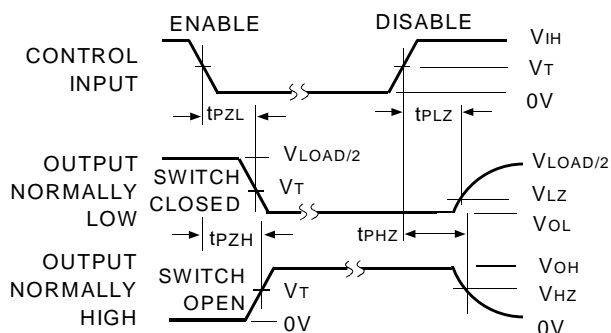 ENABLE
DISABLE
CONTROL
INPUT
VIH
VT
0V
tPZL
tPLZ
OUTPUT
NORMALLY
LOW
SWITCH
CLOSED
VLOAD/2
VT
VLOAD/2
VLZ
VOL
tPZH
tPHZ
OUTPUT
NORMALLY
HIGH
SWITCH
OPEN
VT
0V
VOH
VHZ
0V